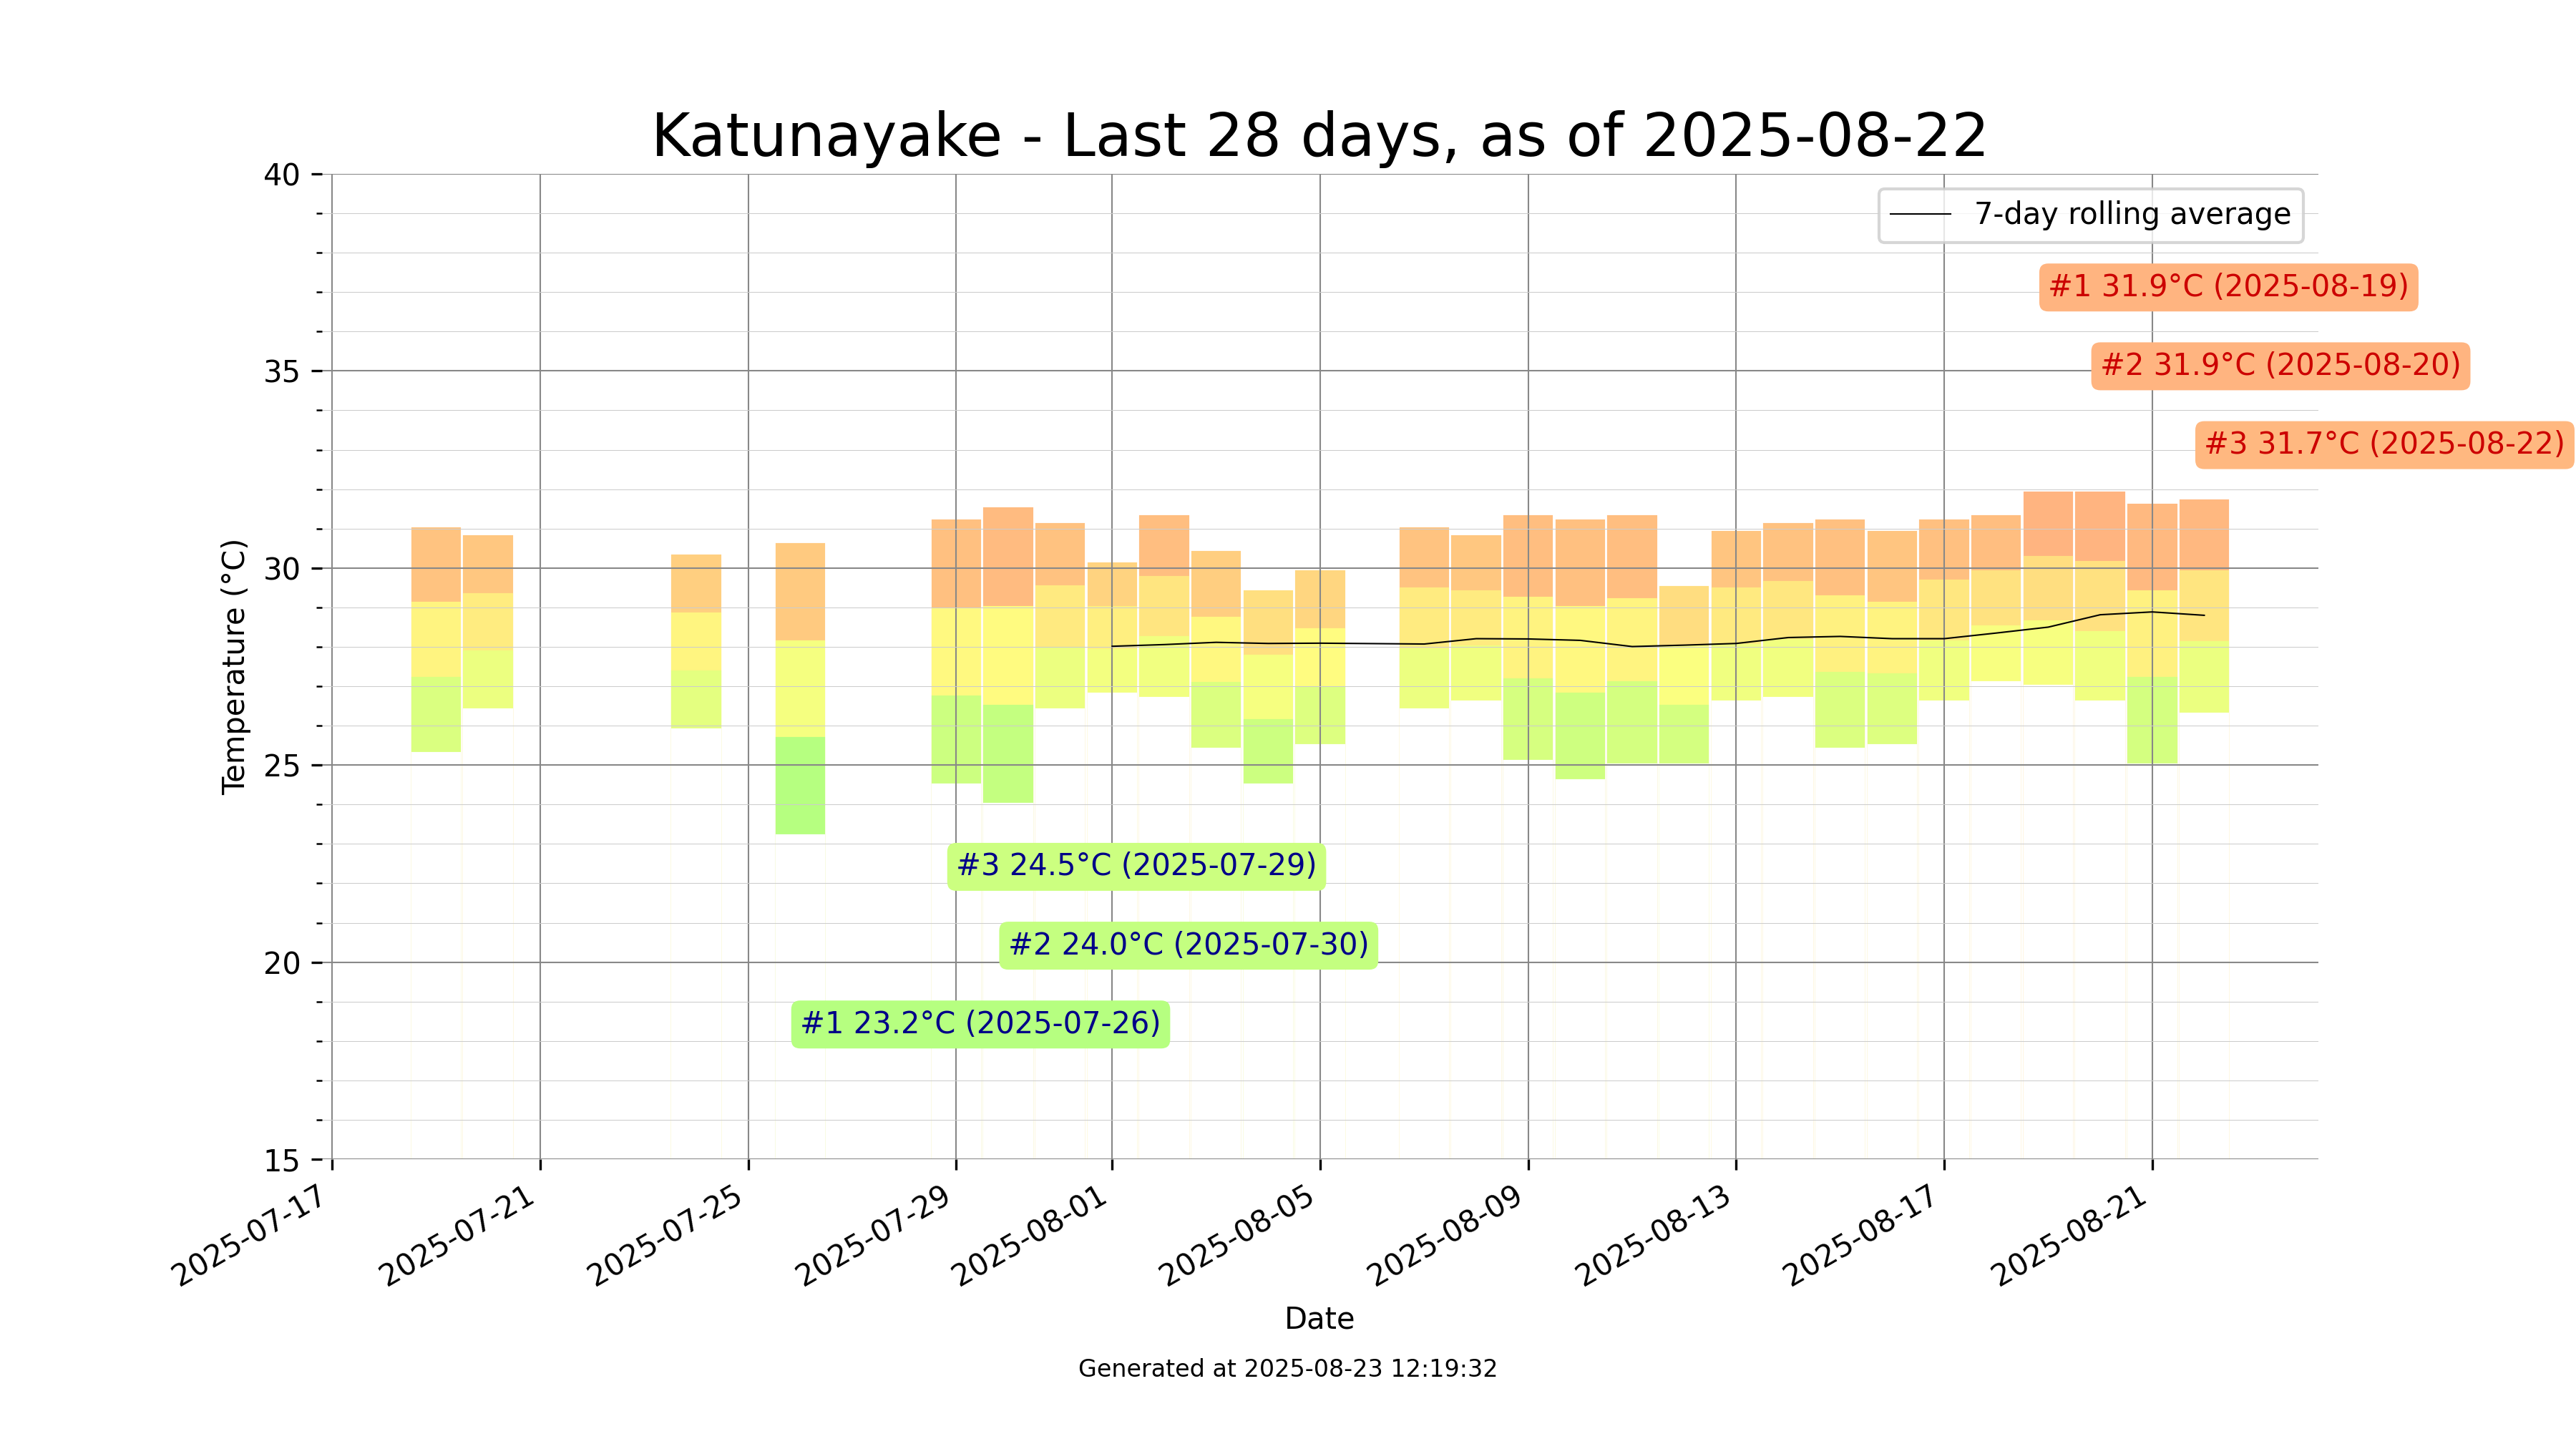 Katunayake - Last 28 days, as of 2025-08-22
40
7-day rolling average
#1 31.9°C (2025-08-19)
35
#2 31.9°C (2025-08-20)
#3 31.7°C (2025-08-22)
30
Temperature (°C)
25
#3 24.5°C (2025-07-29)
#2 24.0°C (2025-07-30)
20
#1 23.2°C (2025-07-26)
15
2025-07-17
2025-07-21
2025-07-25
2025-07-29
2025-08-01
2025-08-05
2025-08-09
2025-08-13
2025-08-17
2025-08-21
Date
Generated at 2025-08-23 12:19:32